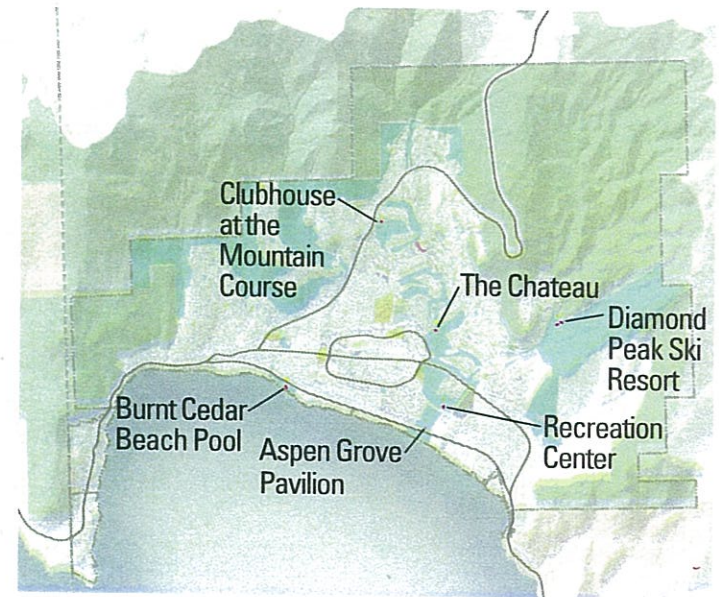 Clubhouse
at the
Mountain
Course
The Chateau
Diamond
Peak Ski
Resort
Burnt Cedar
Beach Pool
Aspen Grove
Pavilion
Recreation
Center